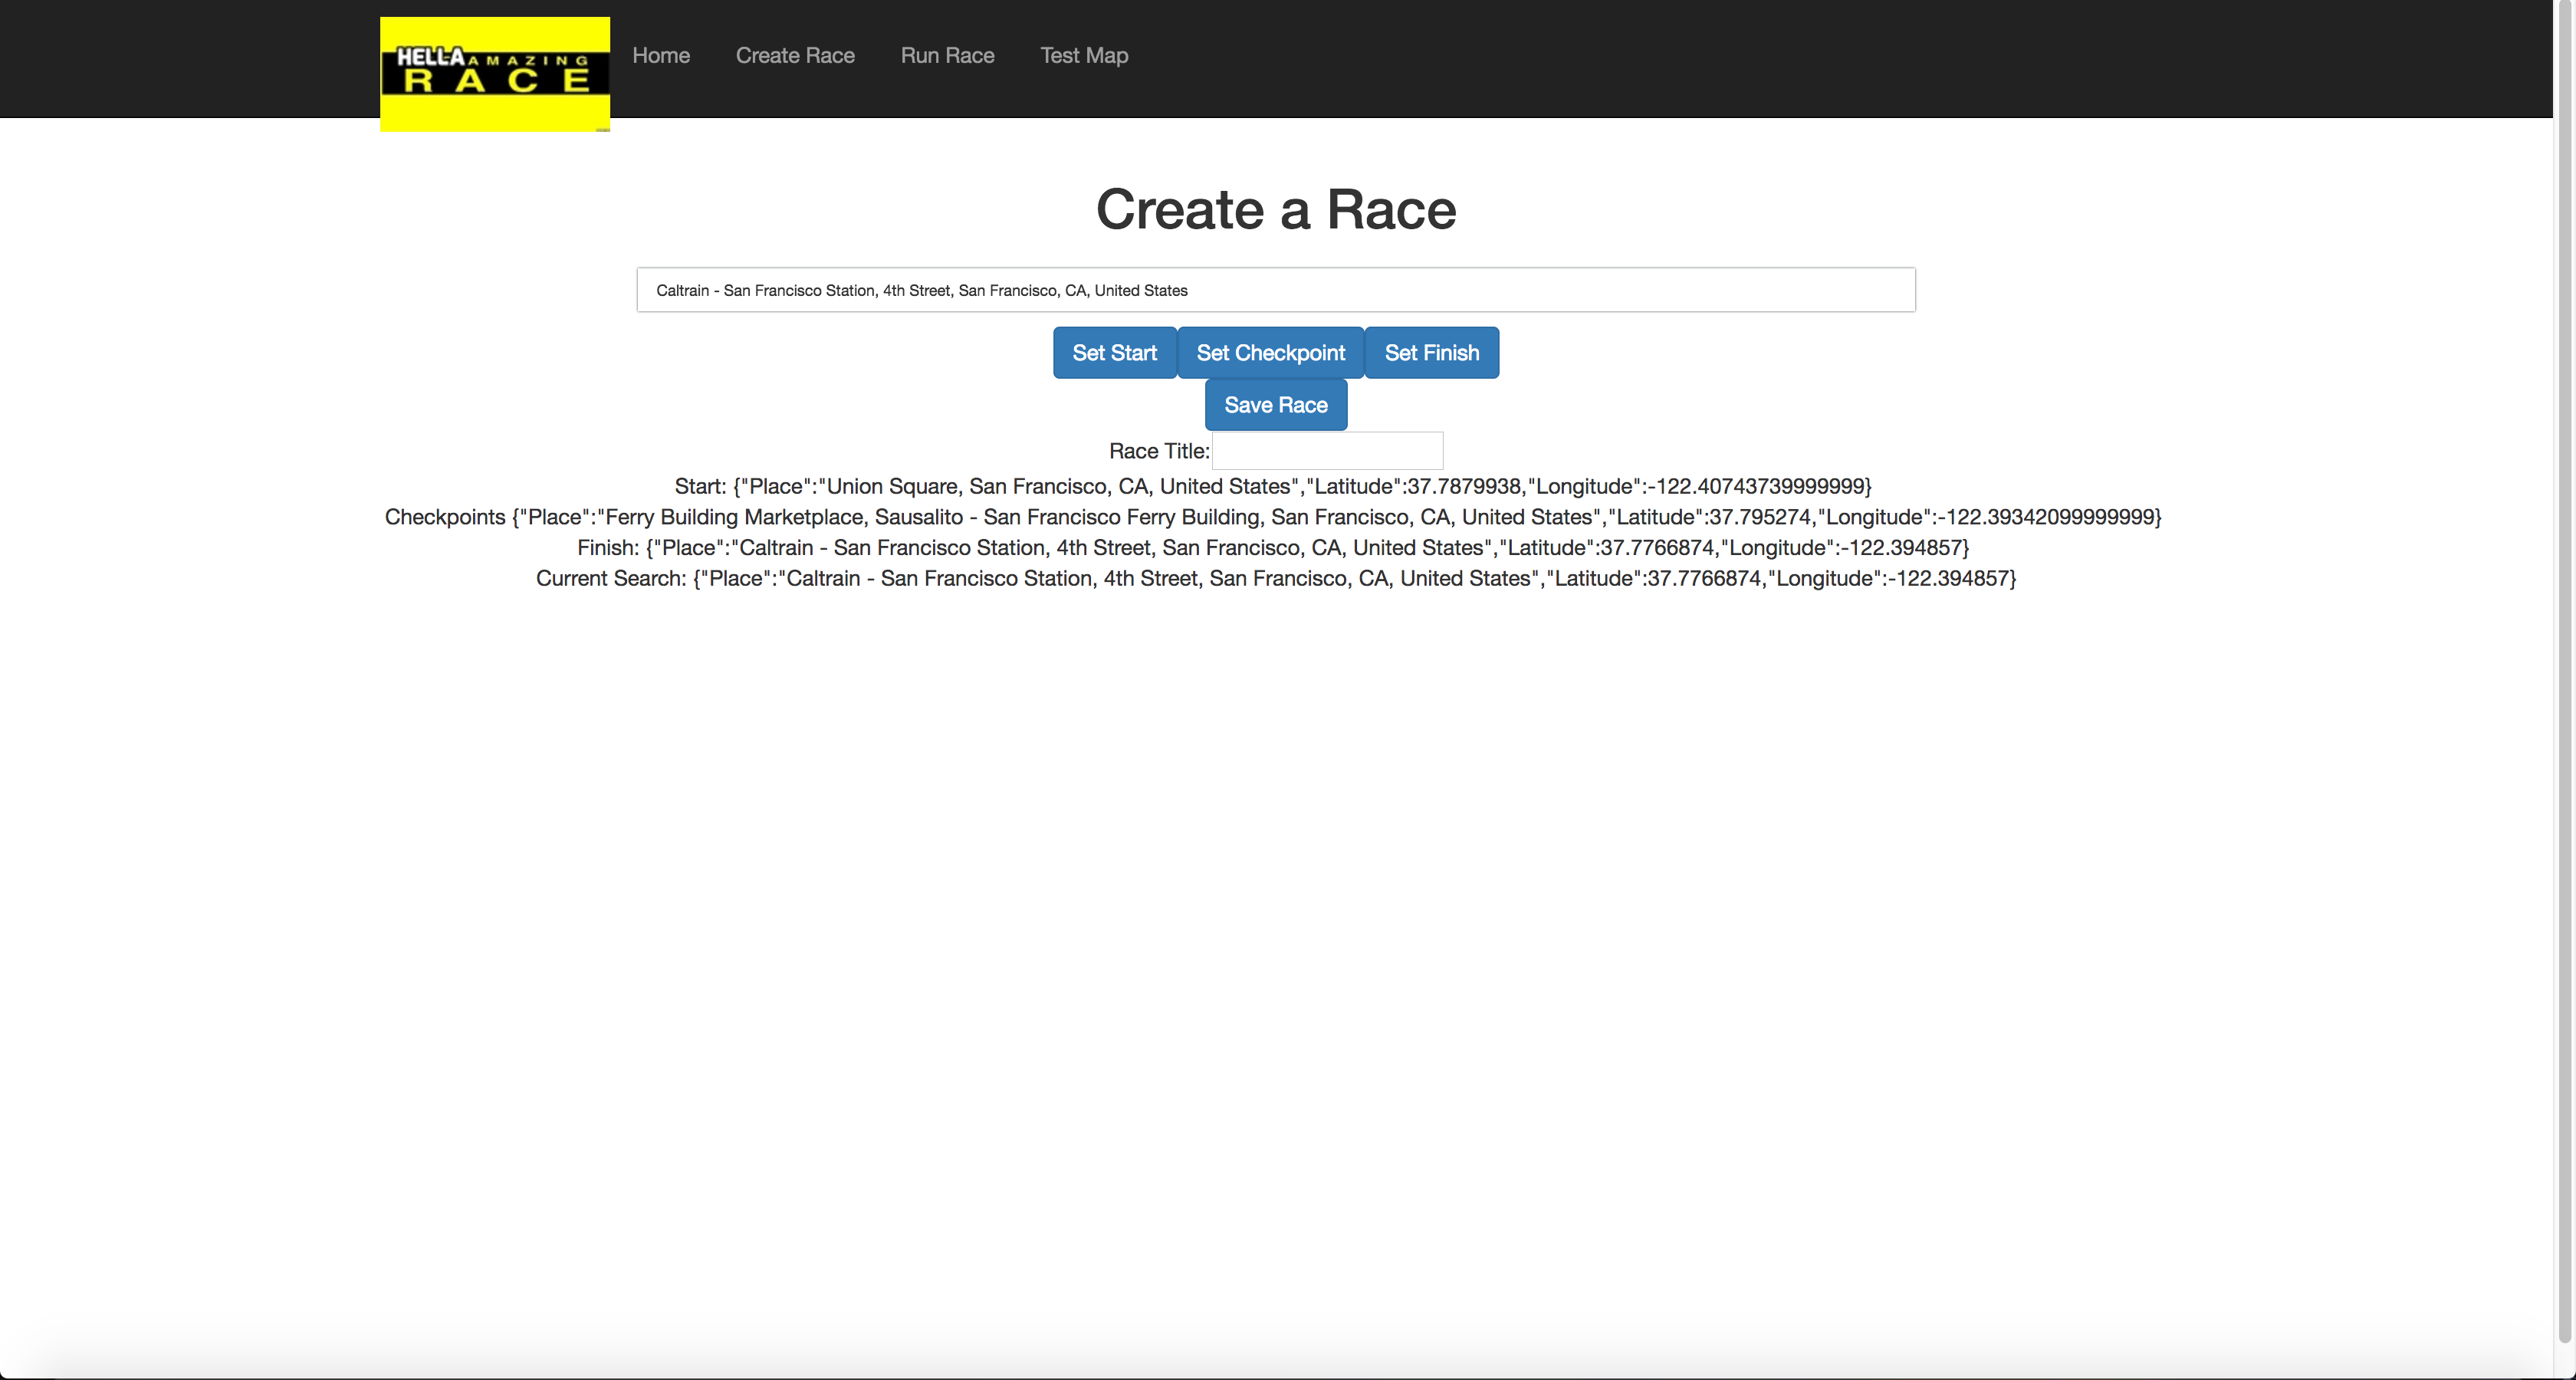 HELLA AMAZING
RACE
Home Create Race Run Race Test Map
Create a Race
Caltrain - San Francisco Station, 4th Street, San Francisco, CA, United States
Set Start Set Checkpoint Set Finish
Save Race
Race Title:
Start: {"Place":"Union Square, San Francisco, CA, United States","Latitude":37.7879938,"Longitude":-122.40743739999999}
Checkpoints {"Place":"Ferry Building Marketplace, Sausalito - San Francisco Ferry Building, San Francisco, CA, United States","Latitude":37.795274,"Longitude":-122.39342099999999}
Finish: {"Place":"Caltrain - San Francisco Station, 4th Street, San Francisco, CA, United States","Latitude":37.7766874,"Longitude":-122.394857}
Current Search: {"Place":"Caltrain - San Francisco Station, 4th Street, San Francisco, CA, United States","Latitude":37.7766874,"Longitude":-122.394857}